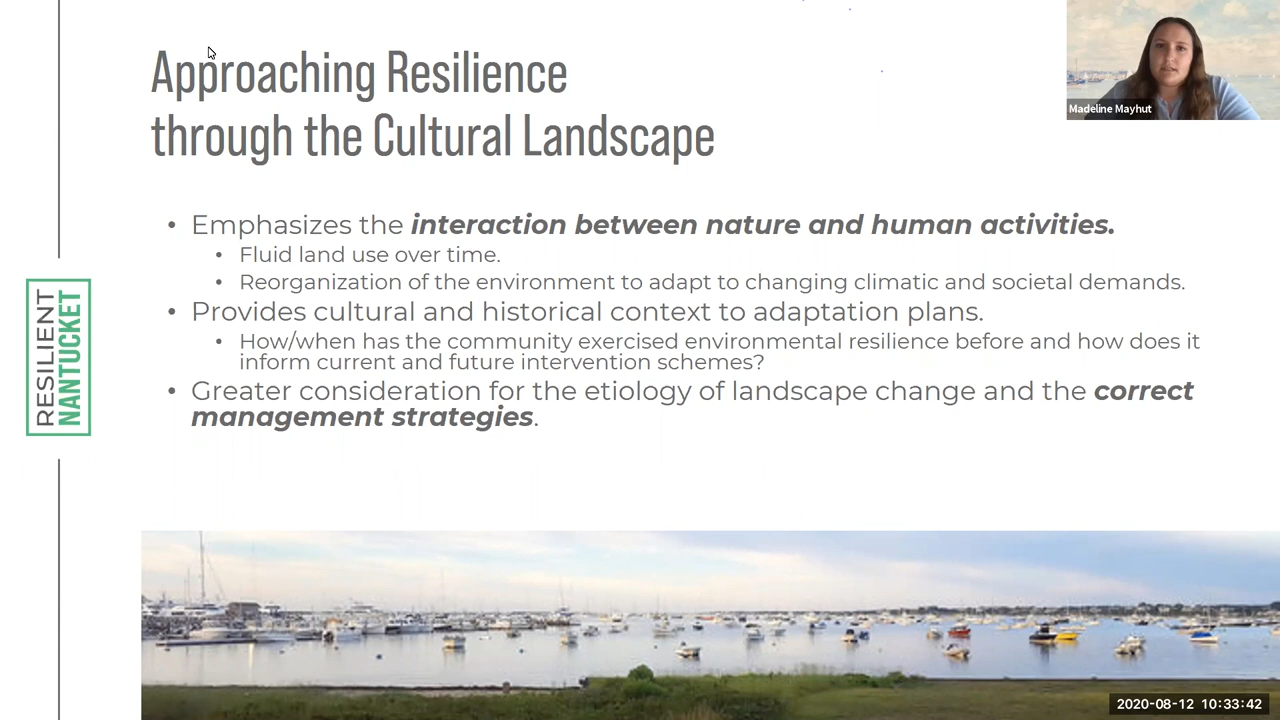 Approaching Resilience
through the Cultural Landscape
Madeline Mayhut
• Emphasizes the interaction between nature and human activities.
• Fluid land use over time.
• Reorganization of the environment to adapt to changing climatic and societal demands.
• Provides cultural and historical context to adaptation plans.
• How/when has the community exercised environmental resilience before and how does it
inform current and future intervention schemes?
• Greater consideration for the etiology of landscape change and the correct
management strategies.
RESILIENT
NANTUCKET
2020-08-12 10:33:42